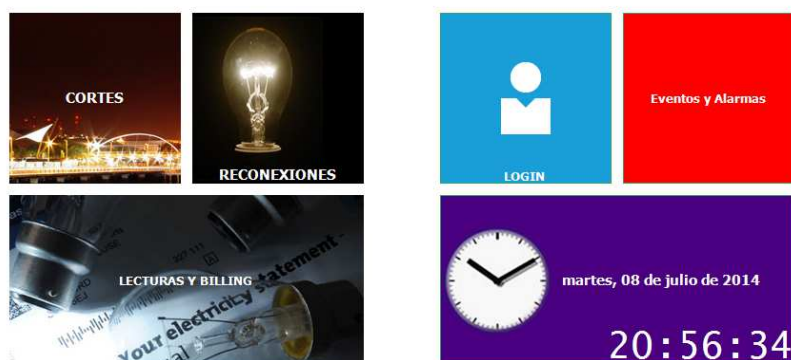 CORTES
RECONEXIONES
LOGIN
Eventos y Alarmas
LECTURAS Y BILLING
Your electricity statement -
martes, 08 de julio de 2014
20:56:34